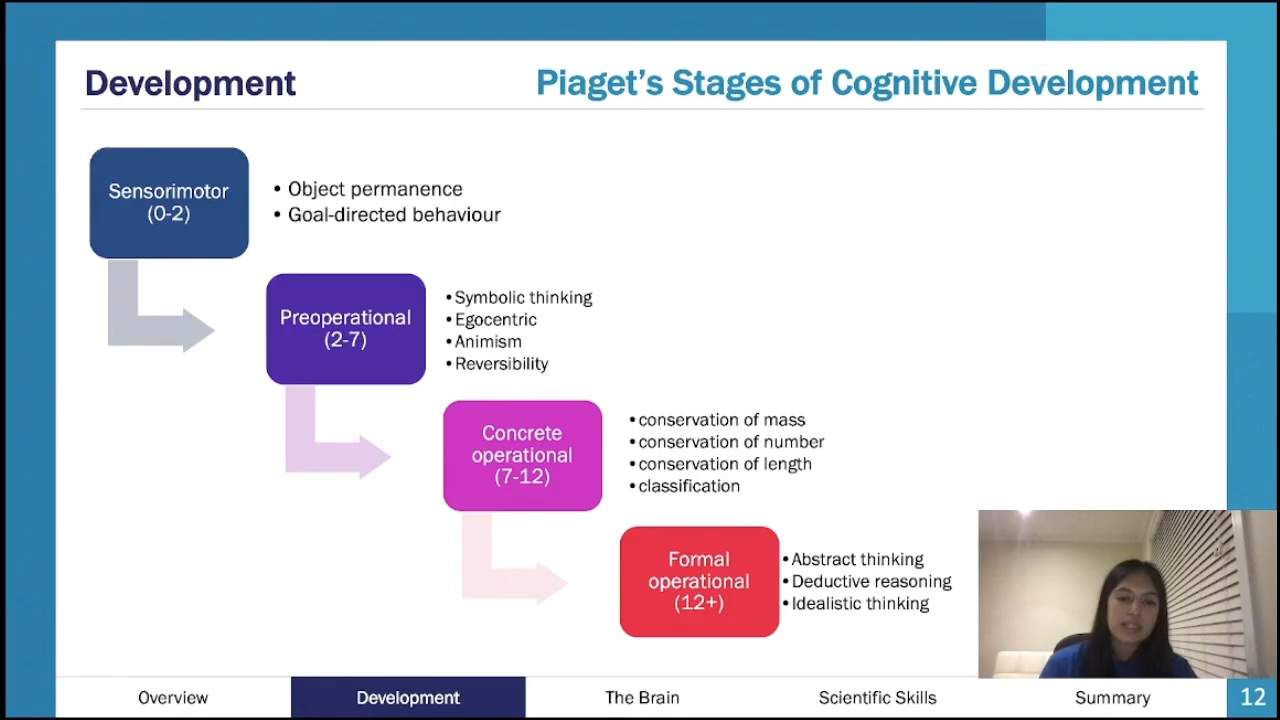 Development
Piaget's Stages of Cognitive Development
Sensorimotor
(0-2)
• Object permanence
• Goal-directed behaviour
Preoperational
(2-7)
• Symbolic thinking
• Egocentric
• Animism
• Reversibility
Concrete
operational
(7-12)
• conservation of mass
• conservation of number
• conservation of length
• classification
Formal
operational
(12+)
• Abstract thinking
• Deductive reasoning
• Idealistic thinking
Overview
Development
The Brain
Scientific Skills
Summary
12